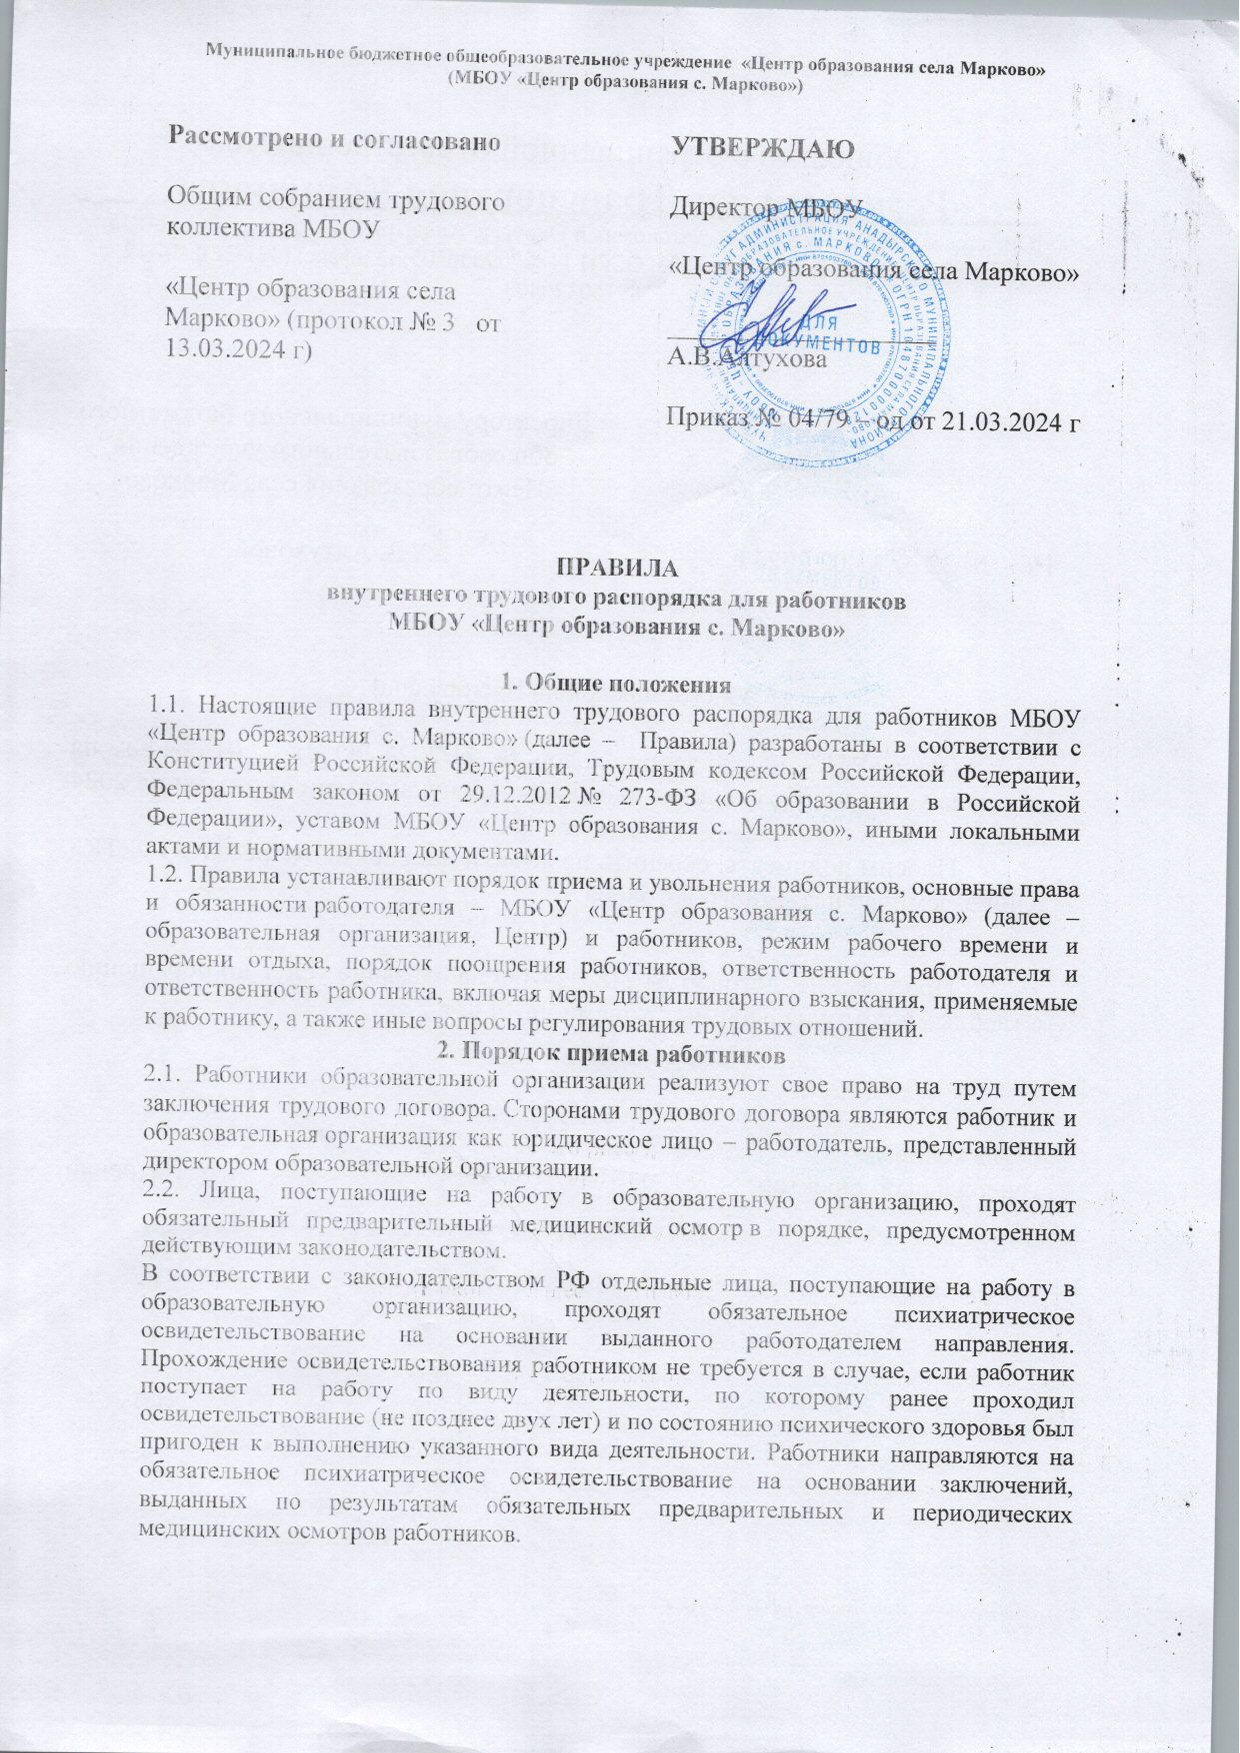 Муниципальное бюджетное общеобразовательное учреждение «Центр образования села Марково»
(МБОУ «Центр образования с. Марково»)
Рассмотрено и согласовано
Общим собранием трудового
коллектива МБОУ
«Центр образования села
Марково» (протокол № 3 от
13.03.2024 г)
УТВЕРЖДАЮ
Директор МБОУ
«Центр образования села Марково»
А.В.Алтухова
Приказ № 04/79 – од от 21.03.2024 г
ДЛЯ
ДОКУМЕНТОВ
ПРАВИЛА
внутреннего трудового распорядка для работников
МБОУ «Центр образования с. Марково»
1. Общие положения
1.1. Настоящие правила внутреннего трудового распорядка для работников МБОУ
«Центр образования с. Марково» (далее – Правила) разработаны в соответствии с
Конституцией Российской Федерации, Трудовым кодексом Российской Федерации,
Федеральным законом от 29.12.2012 № 273-ФЗ «Об образовании в Российской
Федерации», уставом МБОУ «Центр образования с. Марково», иными локальными
актами и нормативными документами.
1.2. Правила устанавливают порядок приема и увольнения работников, основные права
и обязанности работодателя – МБОУ «Центр образования с. Марково» (далее –
образовательная организация, Центр) и работников, режим рабочего времени и
времени отдыха, порядок поощрения работников, ответственность работодателя и
ответственность работника, включая меры дисциплинарного взыскания, применяемые
к работнику, а также иные вопросы регулирования трудовых отношений.
2. Порядок приема работников
2.1. Работники образовательной организации реализуют свое право на труд путем
заключения трудового договора. Сторонами трудового договора являются работник и
образовательная организация как юридическое лицо – работодатель, представленный
директором образовательной организации.
2.2. Лица, поступающие на работу в образовательную организацию, проходят
обязательный предварительный медицинский осмотр в порядке, предусмотренном
действующим законодательством.
В соответствии с законодательством РФ отдельные лица, поступающие на работу в
образовательную организацию, проходят обязательное психиатрическое
освидетельствование на основании выданного работодателем направления.
Прохождение освидетельствования работником не требуется в случае, если работник
поступает на работу по виду деятельности, по которому ранее проходил
освидетельствование (не позднее двух лет) и по состоянию психического здоровья был
пригоден к выполнению указанного вида деятельности. Работники направляются на
обязательное психиатрическое освидетельствование на основании заключений,
выданных по результатам обязательных предварительных и периодических
медицинских осмотров работников.